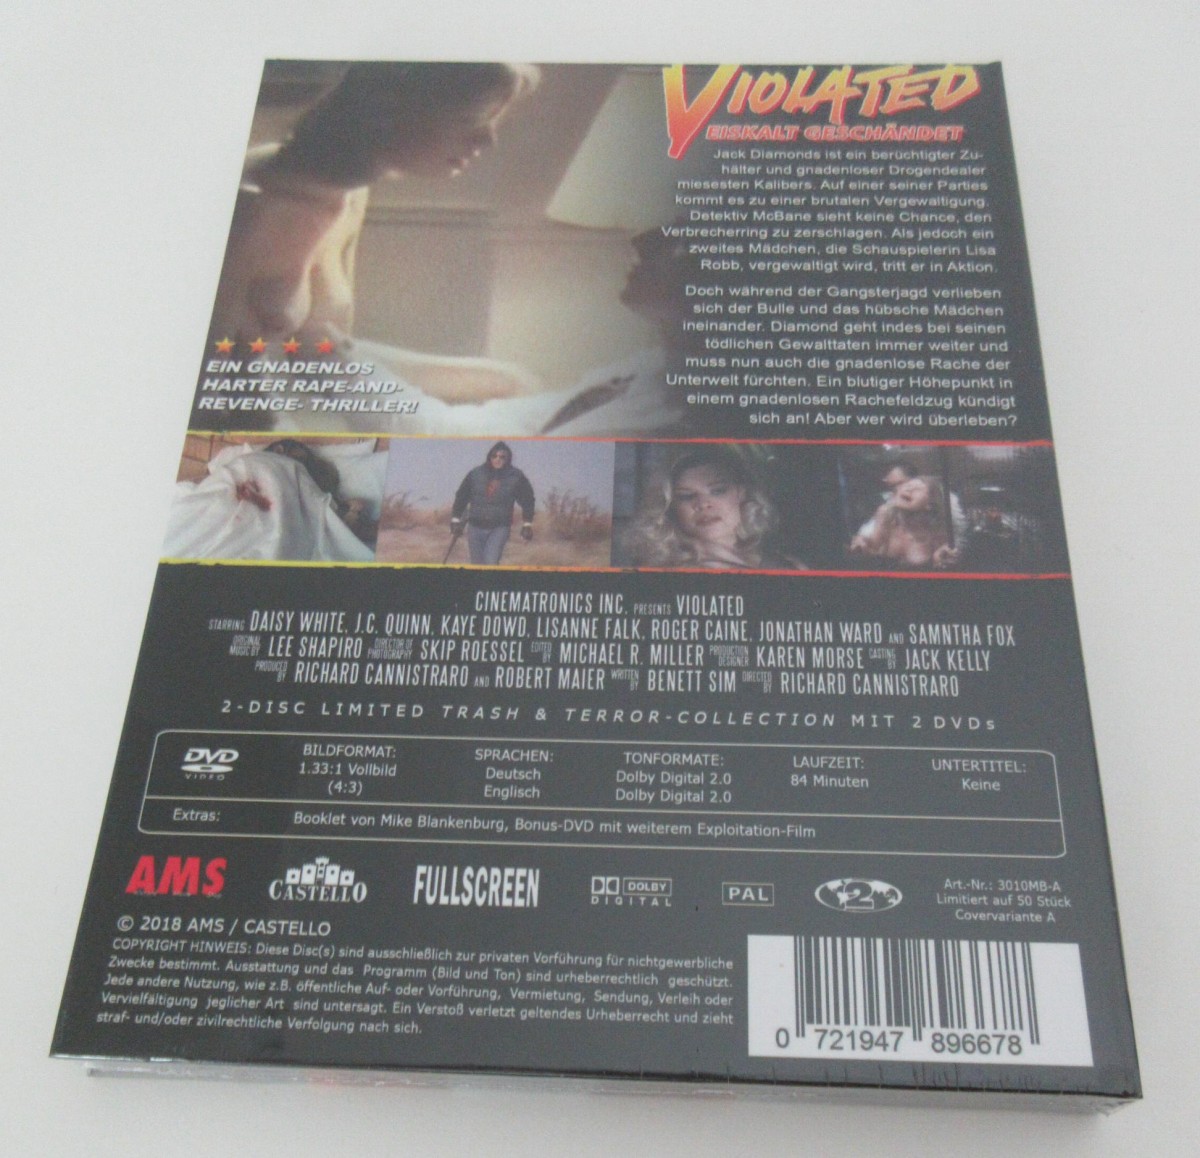 VIOLATED
EISKALT GESCHÄNDET
Jack Diamonds ist ein berüchtigter Zu-
hälter und gnadenloser Drogendealer
miesesten Kalibers. Auf einer seiner Parties
kommt es zu einer brutalen Vergewaltigung.
Detektiv McBane sieht keine Chance, den
Verbrecherring zu zerschlagen. Als jedoch ein
zweites Mädchen, die Schauspielerin Lisa
Robb, vergewaltigt wird, tritt er in Aktion.
Doch während der Gangsterjagd verlieben
sich der Bulle und das hübsche Mädchen
ineinander. Diamond geht indes bei seinen
tödlichen Gewalttaten immer weiter und
muss nun auch die gnadenlose Rache der
Unterwelt fürchten. Ein blutiger Höhepunkt in
einem gnadenlosen Rachefeldzug kündigt
sich an! Aber wer wird überleben?
EIN GNADENLOS
HARTER RAPE-AND-
REVENGE- THRILLER!
CINEMATRONICS INC. PRESENTS VIOLATED
STARRING DAISY WHITE, J.C. QUINN, KAYE DOWD, LISANNE FALK, ROGER CAINE, JONATHAN WARD AND SAMNTHA FOX
ORIGINAL MUSIC BY LEE SHAPIRO DIRECTOR OF PHOTOGRAPHY SKIP ROESSEL EDITED BY MICHAEL R. MILLER PRODUCTION DESIGNER KAREN MORSE CASTING BY JACK KELLY
PRODUCED BY RICHARD CANNISTRARO AND ROBERT MAIER WRITTEN BY BENETT SIM DIRECTED BY RICHARD CANNISTRARO
2-DISC LIMITED TRASH & TERROR-COLLECTION MIT 2 DVDs
DVD
VIDEO
BILDFORMAT:
1.33:1 Vollbild
(4:3)
SPRACHEN:
Deutsch
Englisch
TONFORMATE:
Dolby Digital 2.0
Dolby Digital 2.0
LAUFZEIT:
84 Minuten
UNTERTITEL:
Keine
Extras: Booklet von Mike Blankenburg, Bonus-DVD mit weiterem Exploitation-Film
AMS
CASTELLO
FULLSCREEN
DOLBY
DIGITAL
PAL
2
Art.-Nr.: 3010MB-A
Limitiert auf 50 Stück
Covervariante A
© 2018 AMS / CASTELLO
COPYRIGHT HINWEIS: Diese Disc(s) sind ausschließlich zur privaten Vorführung für nichtgewerbliche
Zwecke bestimmt. Ausstattung und das Programm (Bild und Ton) sind urheberrechtlich geschützt.
Jede andere Nutzung, wie z.B. öffentliche Auf- oder Vorführung, Vermietung, Sendung, Verleih oder
Vervielfältigung jeglicher Art sind untersagt. Ein Verstoß verletzt geltendes Urheberrecht und zieht
straf- und/oder zivilrechtliche Verfolgung nach sich.
0 721947 896678